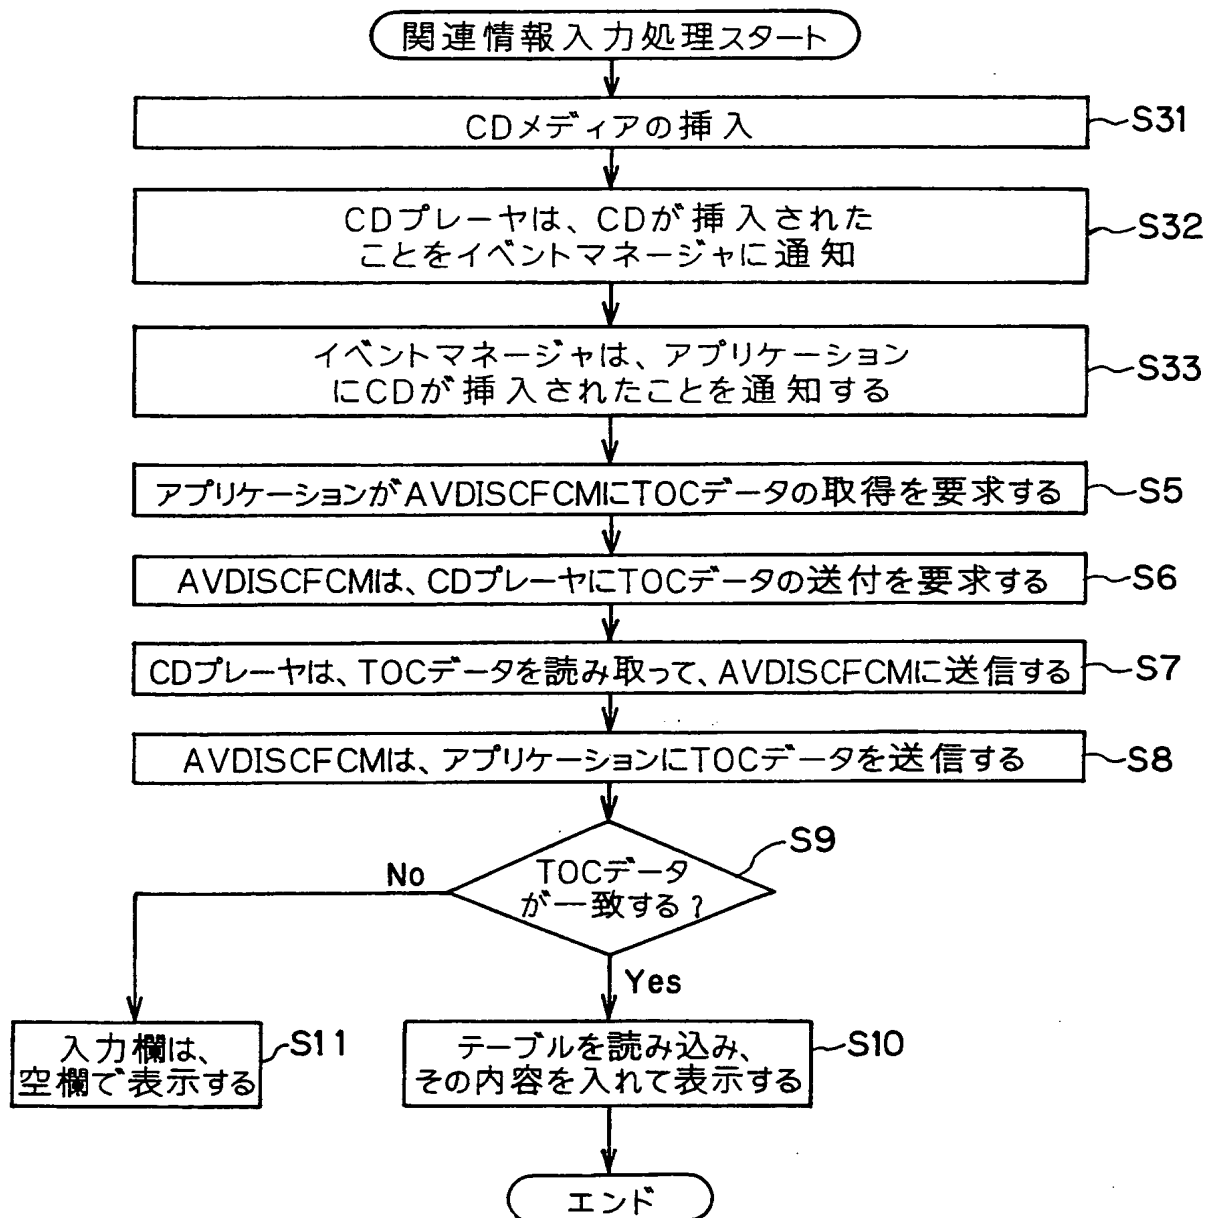 関連情報入力処理スタート
CDメディアの挿入
S31
CDプレーヤは、CDが挿入された
ことをイベントマネージャに通知
S32
イベントマネージャは、アプリケーション
にCDが挿入されたことを通知する
S33
アプリケーションがAVDISCFCMにTOCデータの取得を要求する
S5
AVDISCFCMは、CDプレーヤにTOCデータの送付を要求する
S6
CDプレーヤは、TOCデータを読み取って、AVDISCFCMに送信する
S7
AVDISCFCMは、アプリケーションにTOCデータを送信する
S8
S9
TOCデータ
が一致する?
No
Yes
入力欄は、
空欄で表示する
S11
テーブルを読み込み、
その内容を入れて表示する
S10
エンド